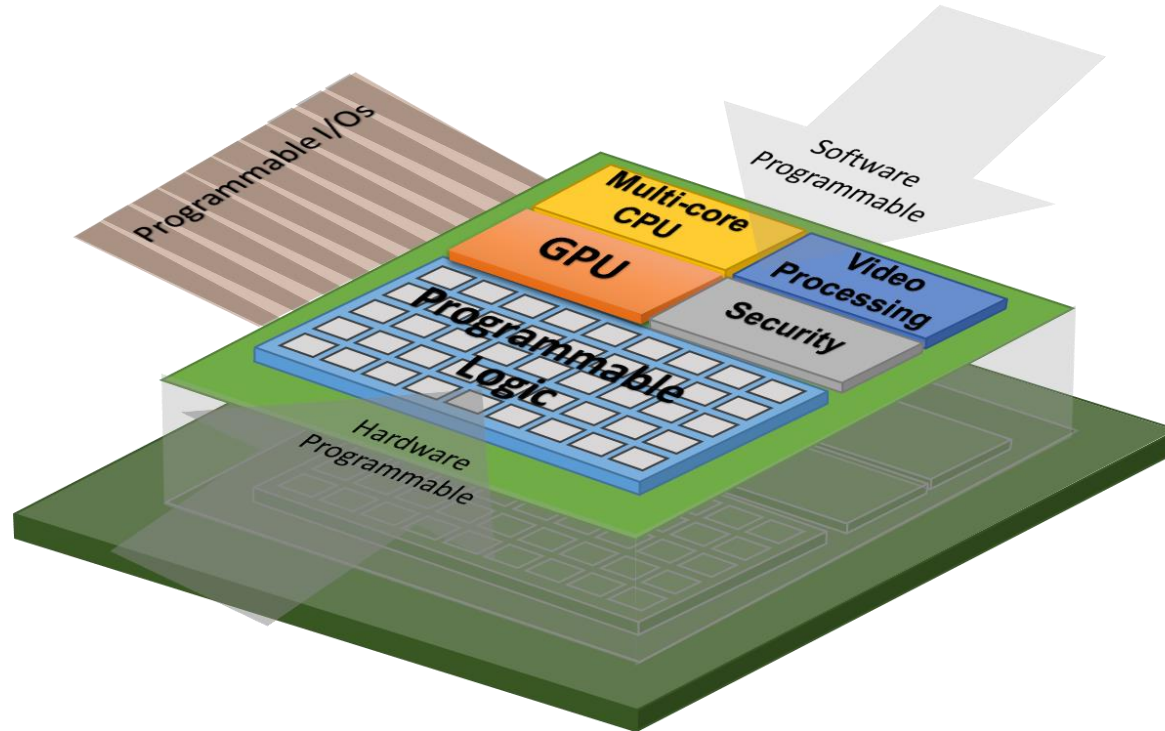 Programmable I/Os
Software
Programmable
Multi-core
CPU
GPU
Video
Processing
Security
Programmable
Logic
Hardware
Programmable